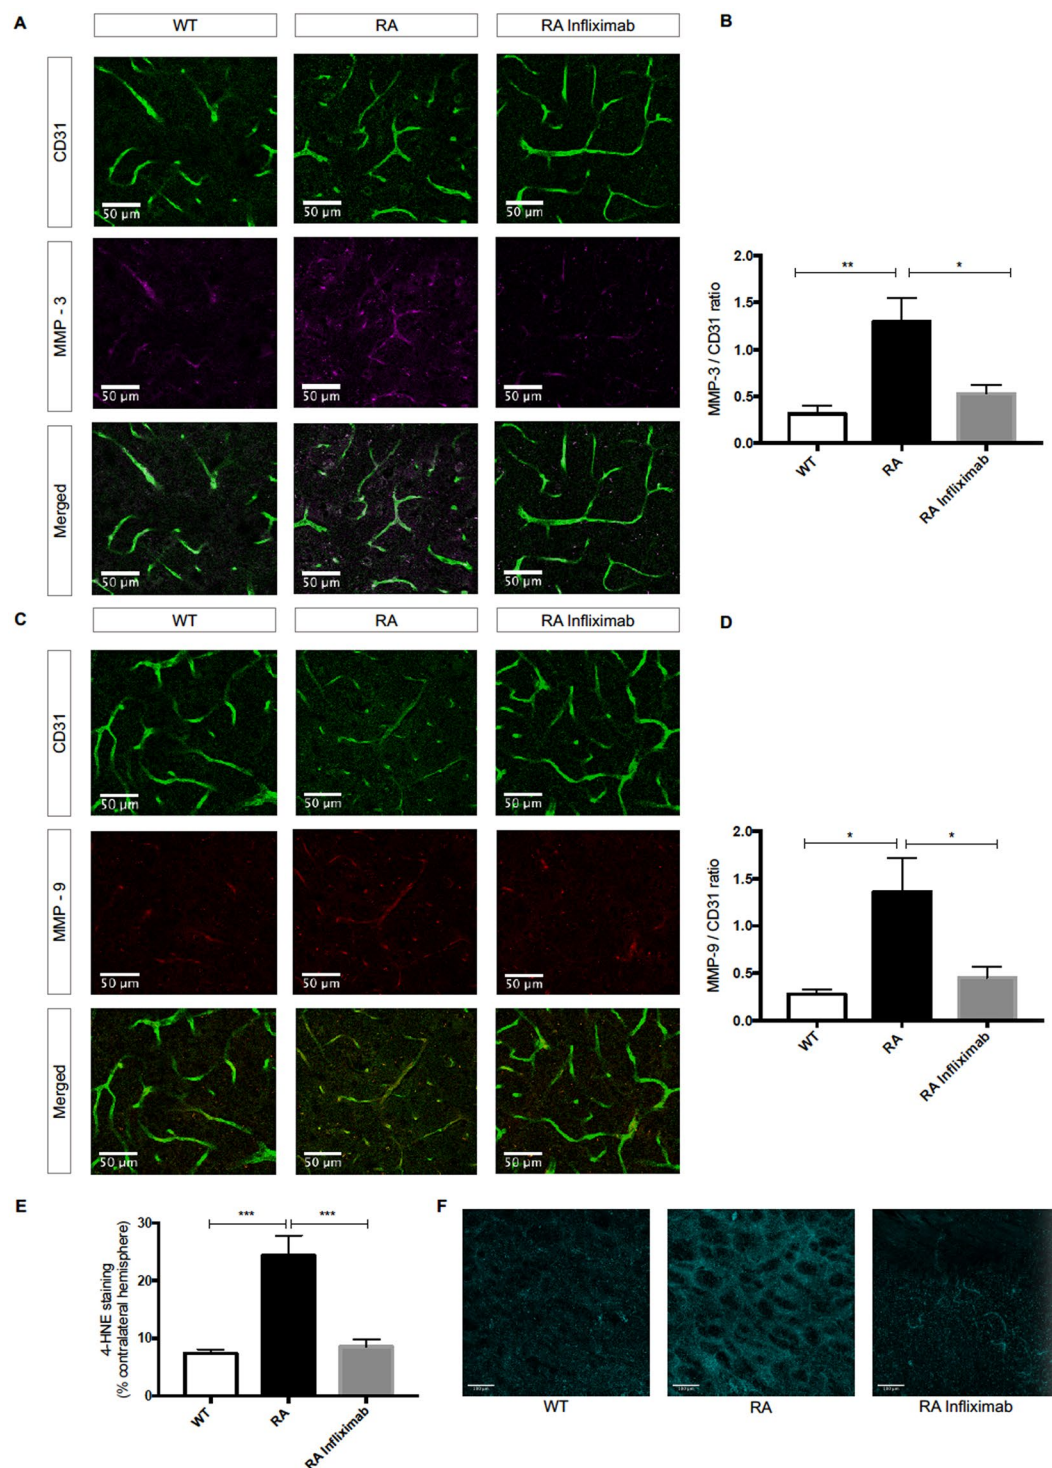 A
WT
RA
RA Infliximab
B
CD31
50 µm
50 µm
50 µm
MMP - 3
50 µm
50 µm
50 µm
Merged
50 µm
50 µm
50 µm
MMP-3 / CD31 ratio
2.0
1.5
1.0
0.5
0.0
**
*
WT
RA
RA Infliximab
C
WT
RA
RA Infliximab
D
CD31
50 µm
50 µm
50 µm
MMP - 9
50 µm
50 µm
50 µm
Merged
50 µm
50 µm
50 µm
MMP-9 / CD31 ratio
2.0
1.5
1.0
0.5
0.0
*
*
WT
RA
RA Infliximab
E
4-HNE staining
(% contralateral hemisphere)
30
20
10
0
***
***
WT
RA
RA Infliximab
F
WT
RA
RA Infliximab